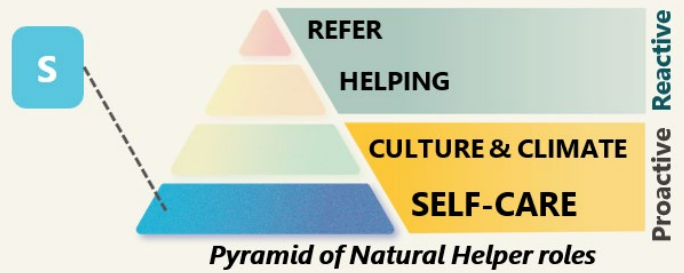 S
REFER
HELPING
Reactive
CULTURE & CLIMATE
SELF-CARE
Proactive
Pyramid of Natural Helper roles